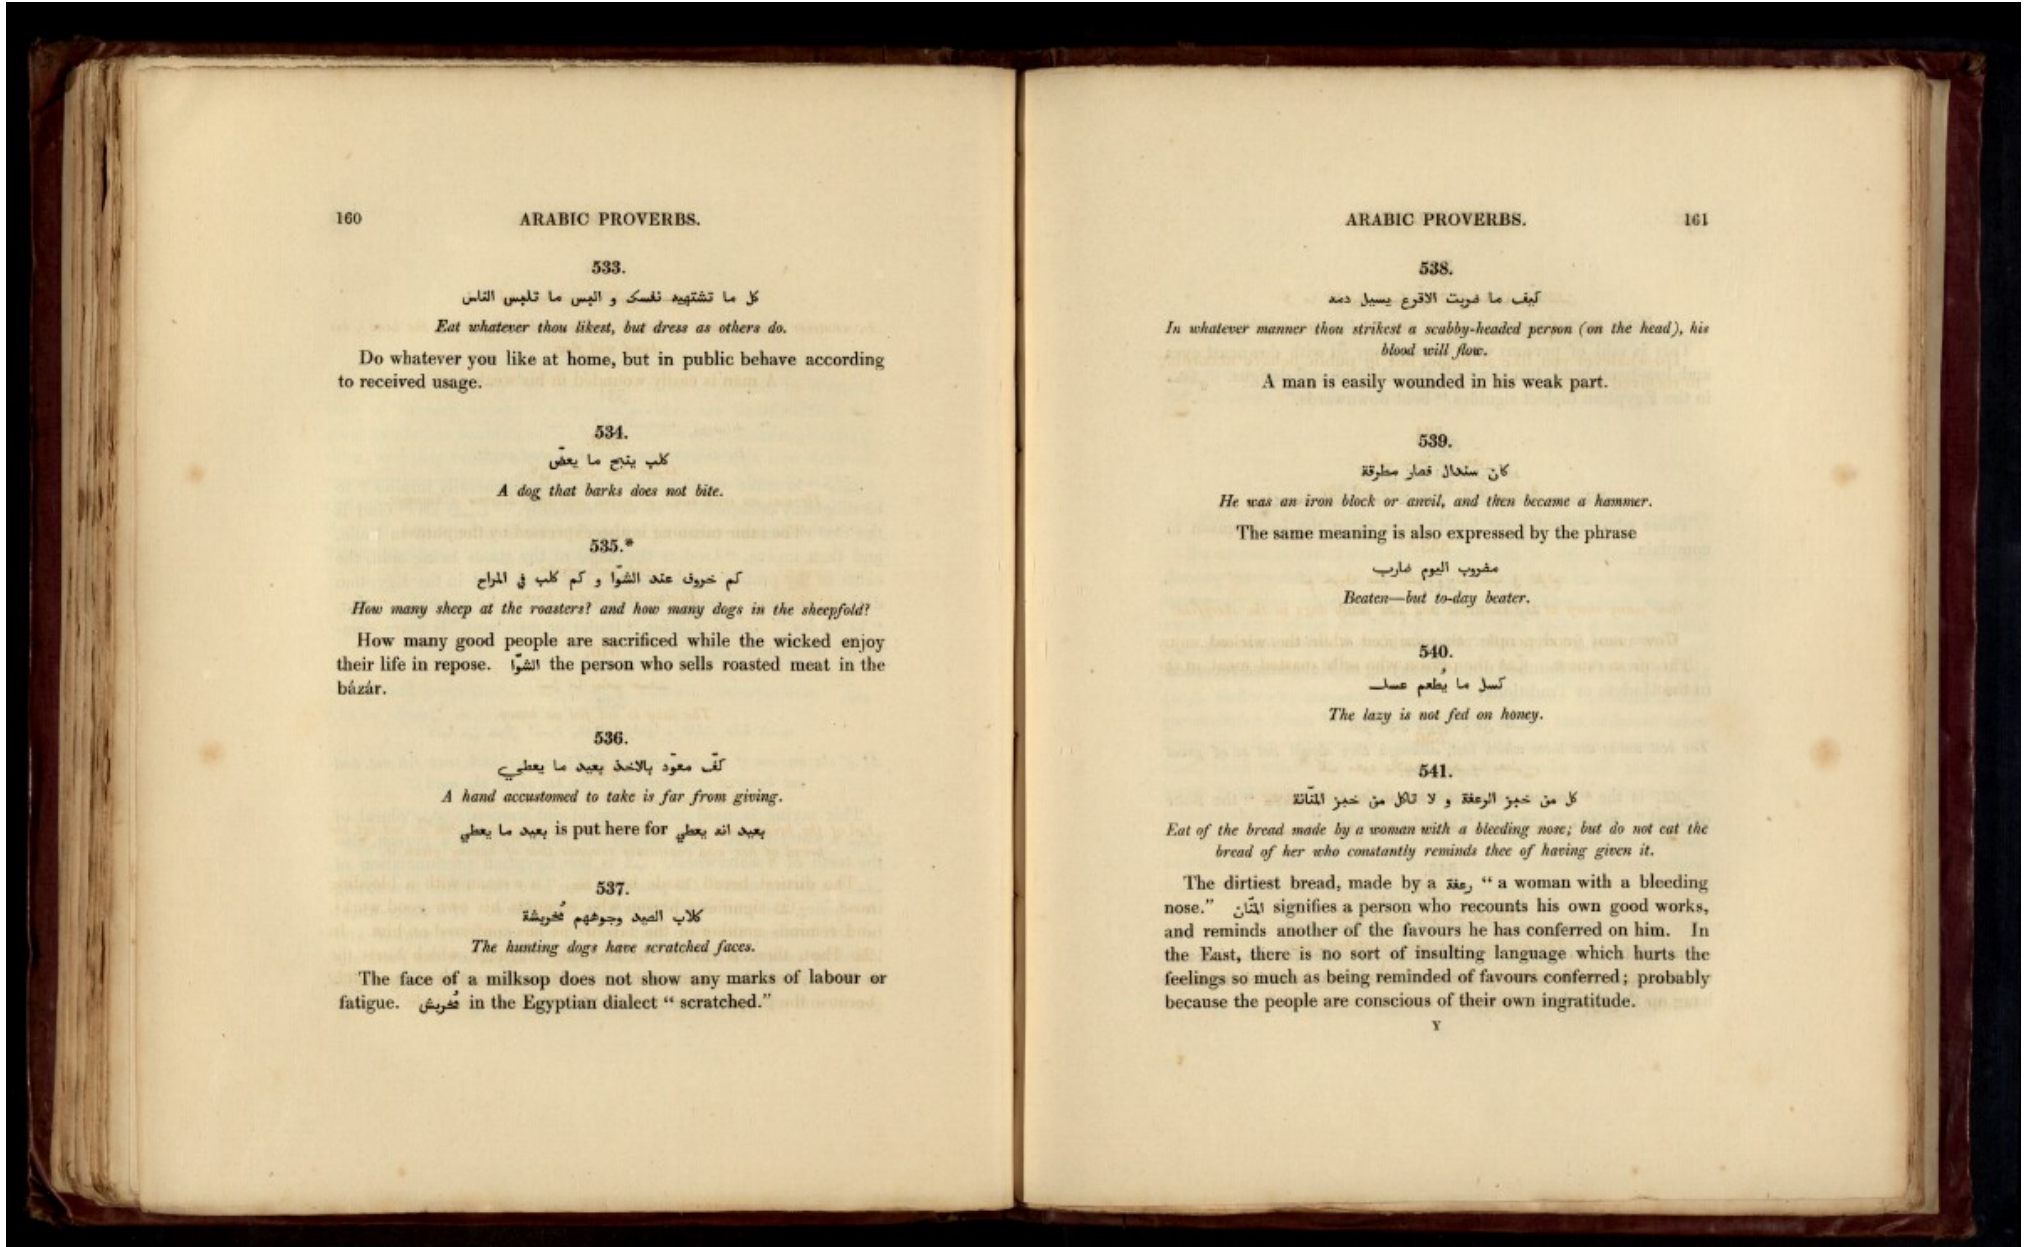 160 ARABIC PROVERBS.
533.
كل ما تشتهيه نفسك و البس ما تلبس الناس
Eat whatever thou likest, but dress as others do.
Do whatever you like at home, but in public behave according
to received usage.
534.
كلب ينبح ما يعضّ
A dog that barks does not bite.
535.*
كم خروف عند الشوّا و كم كلب في المراح
How many sheep at the roasters? and how many dogs in the sheepfold?
How many good people are sacrificed while the wicked enjoy
their life in repose. الشوّا the person who sells roasted meat in the
bázár.
536.
كفّ معوّد بالاخذ بعيد ما يعطي
A hand accustomed to take is far from giving.
بعيد ما يعطي is put here for بعيد انه يعطي
537.
كلاب الصيد وجوههم مُخربشة
The hunting dogs have scratched faces.
The face of a milksop does not show any marks of labour or
fatigue. مُخربش in the Egyptian dialect “ scratched.”
ARABIC PROVERBS. 161
538.
كيف ما ضربت الاقرع يسيل دمه
In whatever manner thou strikest a scabby-headed person (on the head), his
blood will flow.
A man is easily wounded in his weak part.
539.
كان سندال فصار مطرقة
He was an iron block or anvil, and then became a hammer.
The same meaning is also expressed by the phrase
مضروب اليوم ضارب
Beaten—but to-day beater.
540.
كسل ما يُطعم عسل
The lazy is not fed on honey.
541.
كل من خبز الرعفة و لا تاكل من خبز المنّانة
Eat of the bread made by a woman with a bleeding nose; but do not eat the
bread of her who constantly reminds thee of having given it.
The dirtiest bread, made by a رعفة “ a woman with a bleeding
nose.” المنّان signifies a person who recounts his own good works,
and reminds another of the favours he has conferred on him. In
the East, there is no sort of insulting language which hurts the
feelings so much as being reminded of favours conferred; probably
because the people are conscious of their own ingratitude.
Y